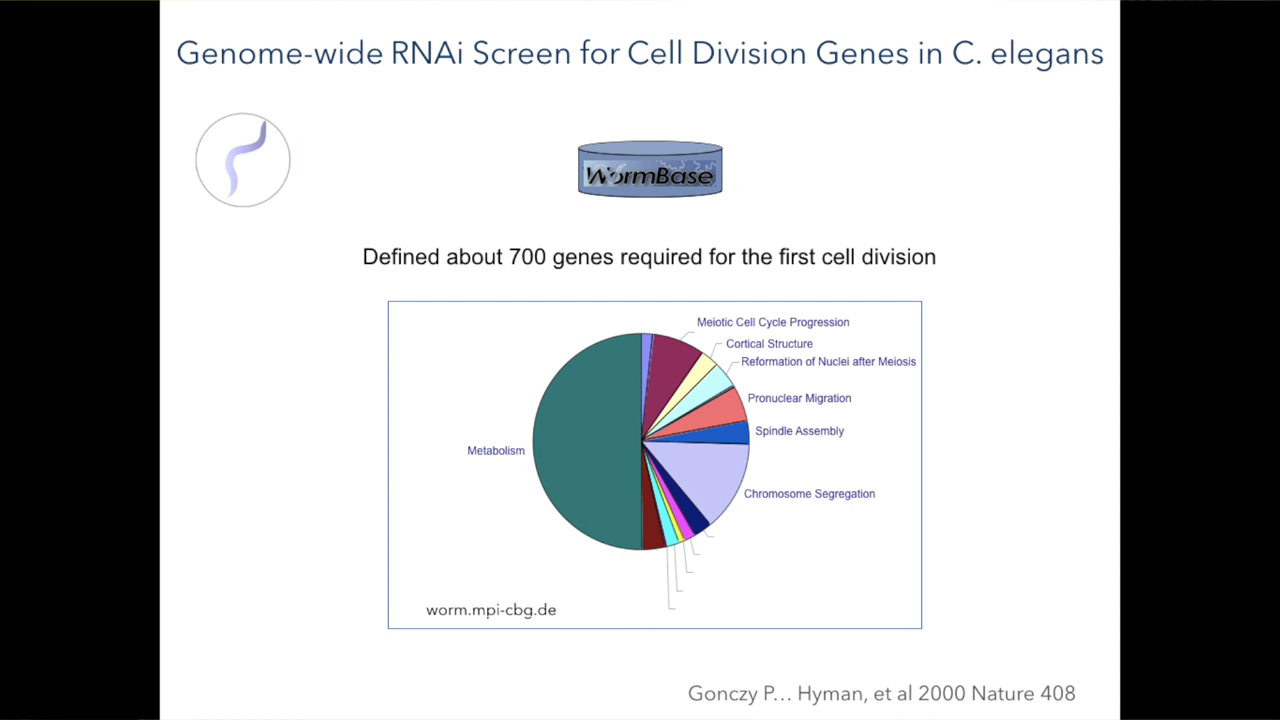 Genome-wide RNAi Screen for Cell Division Genes in C. elegans
WormBase
Defined about 700 genes required for the first cell division
Meiotic Cell Cycle Progression
Cortical Structure
Reformation of Nuclei after Meiosis
Pronuclear Migration
Spindle Assembly
Metabolism
Chromosome Segregation
worm.mpi-cbg.de
Gonczy P... Hyman, et al 2000 Nature 408